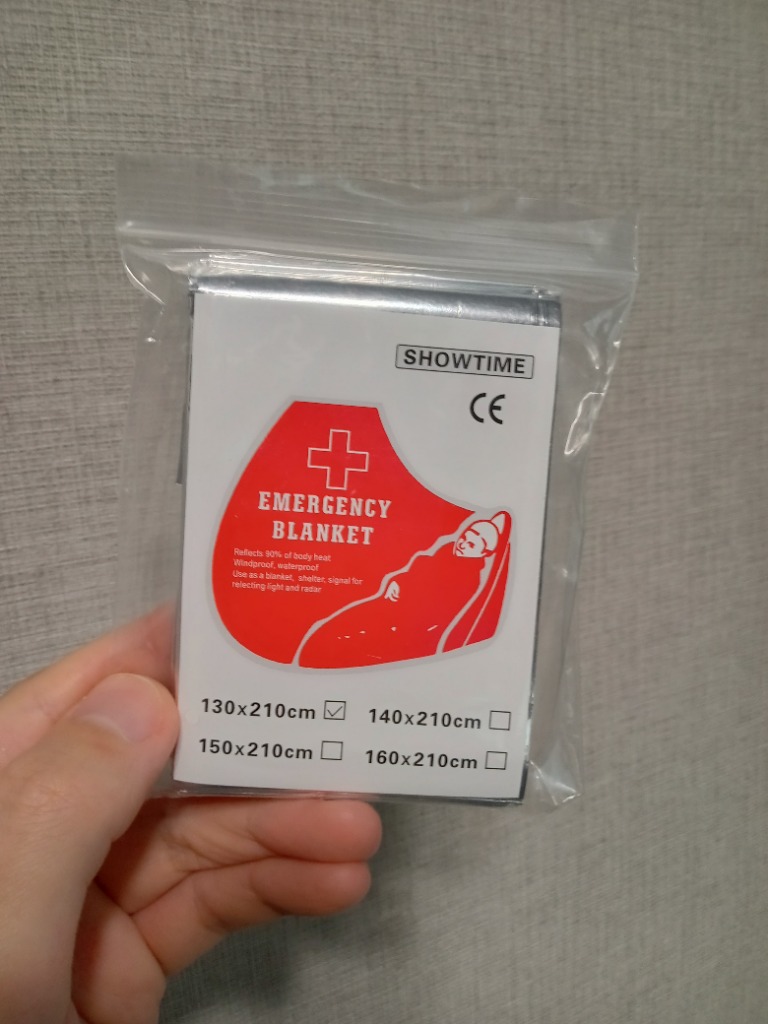 SHOWTIME
CE
EMERGENCY
BLANKET
Reflects 90% of body heat
Windproof, waterproof
Use as a blanket, shelter, signal for
relecting light and radar
130x210cm ☑ 140x210cm ☐
150x210cm ☐ 160x210cm ☐